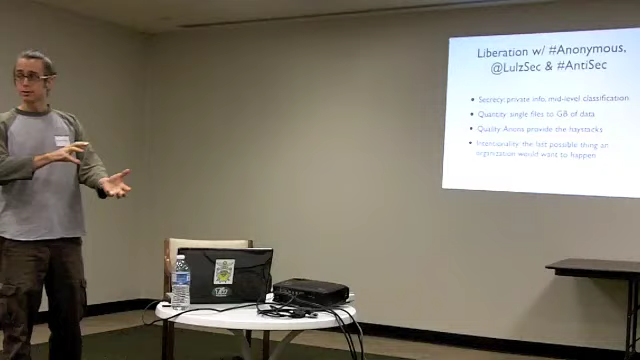 Liberation w/ #Anonymous,
@LulzSec & #AntiSec
• Secrecy: private info, mid-level classification
• Quantity: single files to GB of data
• Quality: Anons provide the haystacks
• Intentionality: the last possible thing an
organization would want to happen